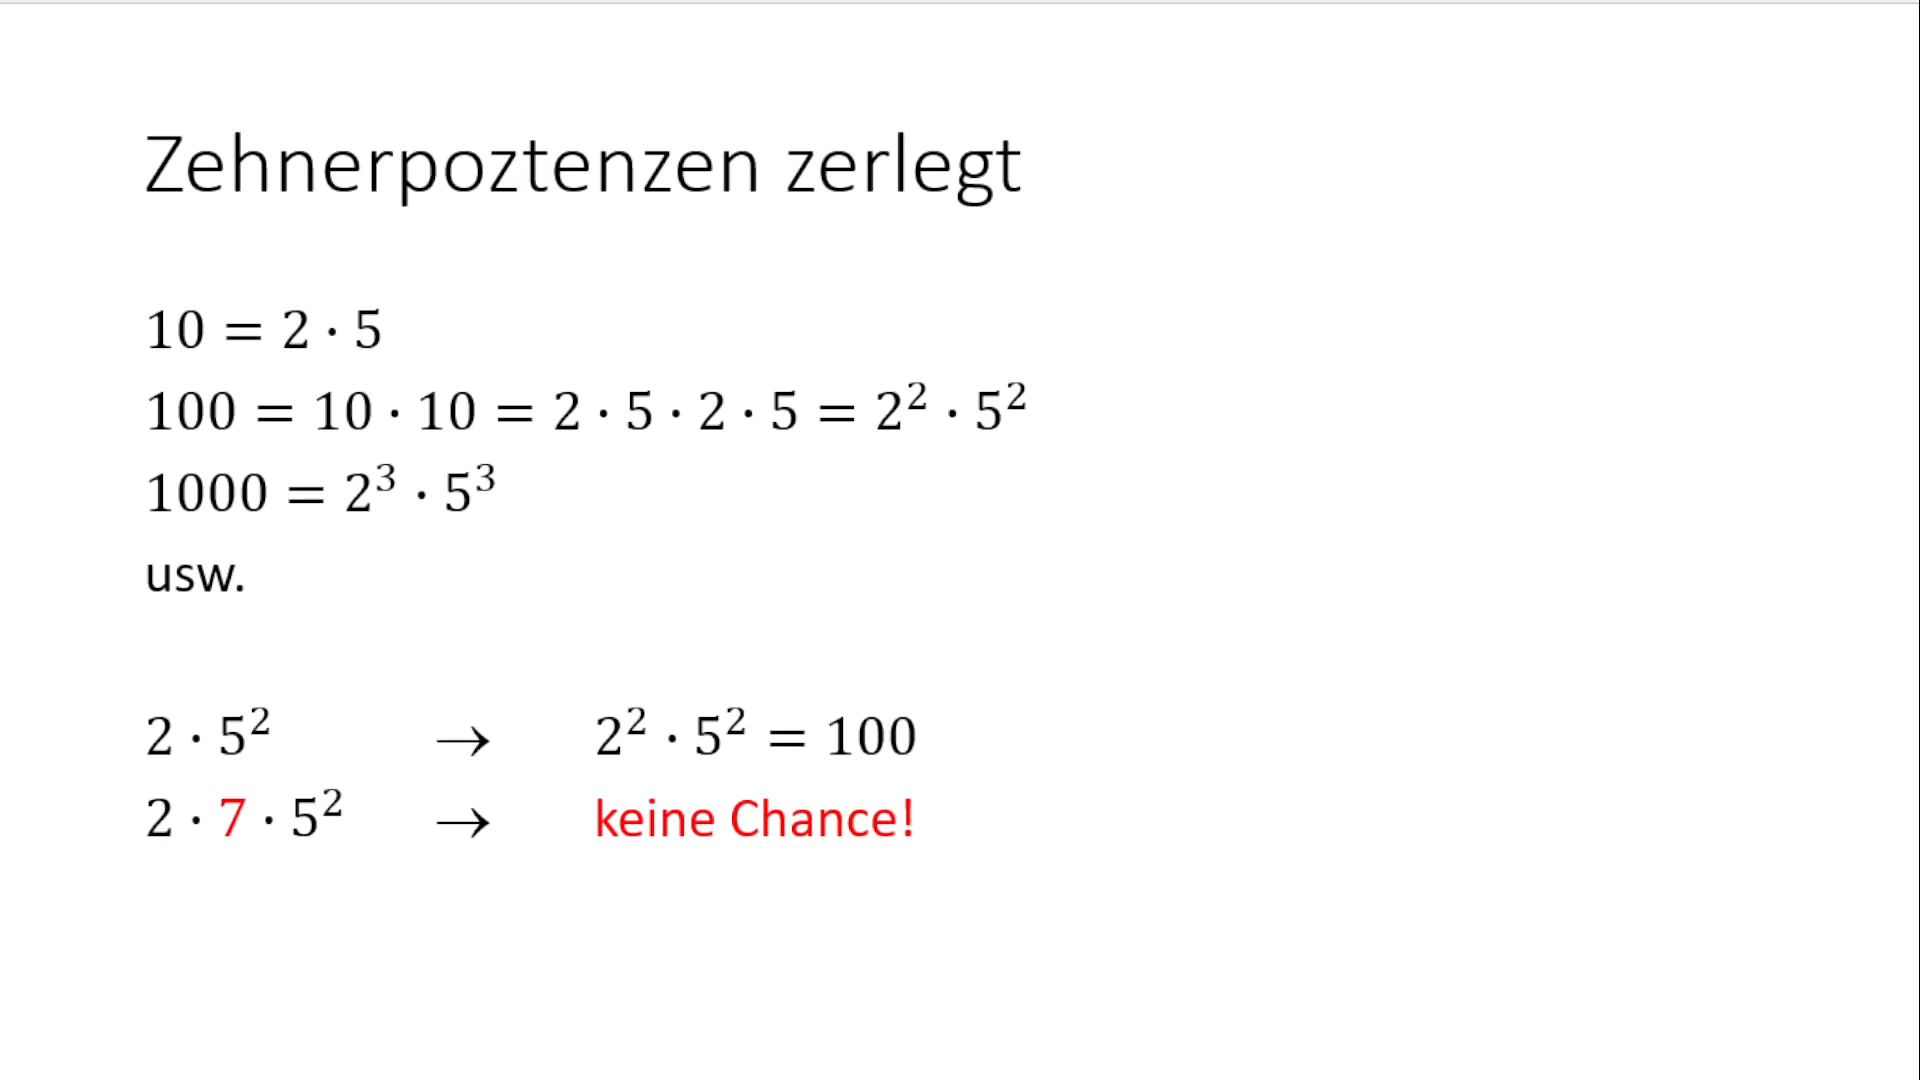 Zehnerpoztenzen zerlegt
10 = 2 · 5
100 = 10 · 10 = 2 · 5 · 2 · 5 = 2² · 5²
1000 = 2³ · 5³
usw.
2 · 5² → 2² · 5² = 100
2 · 7 · 5² → keine Chance!